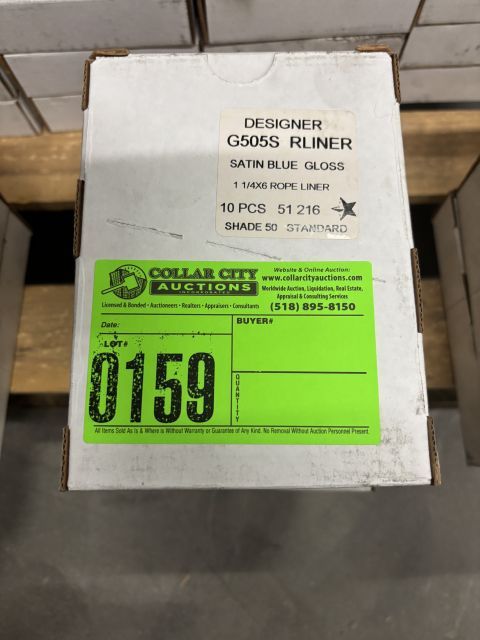 DESIGNER
G505S RLINER
SATIN BLUE GLOSS
1 1/4X6 ROPE LINER
10 PCS 51 216
SHADE 50 STANDARD
COLLAR CITY
AUCTIONS
INCORPORATED
Licensed & Bonded • Auctioneers • Realtors • Appraisers • Consultants
Website & Online Auction:
www.collarcityauctions.com
Worldwide Auction, Liquidation, Real Estate,
Appraisal & Consulting Services
(518) 895-8150
Date:
LOT#
0159
BUYER#
QUANTITY
All Items Sold As Is & Where is Without Warranty or Guarantee of Any Kind. No Removal Without Auction Personnel Present.